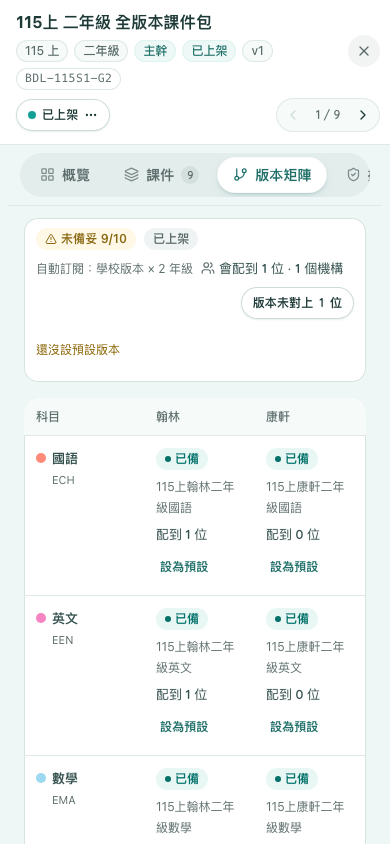 115上 二年級 全版本課件包
115 上 二年級 主幹 已上架 v1
BDL-115S1-G2
已上架 ···
1 / 9
概覽 課件 9 版本矩陣
未備妥 9/10 已上架
自動訂閱：學校版本 × 2 年級 會配到 1 位 · 1 個機構
版本未對上 1 位
還沒設預設版本
科目 翰林 康軒
國語 已備 已備
ECH 115上翰林二年 115上康軒二年
級國語 級國語
配到 1 位 配到 0 位
設為預設 設為預設
英文 已備 已備
EEN 115上翰林二年 115上康軒二年
級英文 級英文
配到 1 位 配到 0 位
設為預設 設為預設
數學 已備 已備
EMA 115上翰林二年 115上康軒二年
級數學 級數學